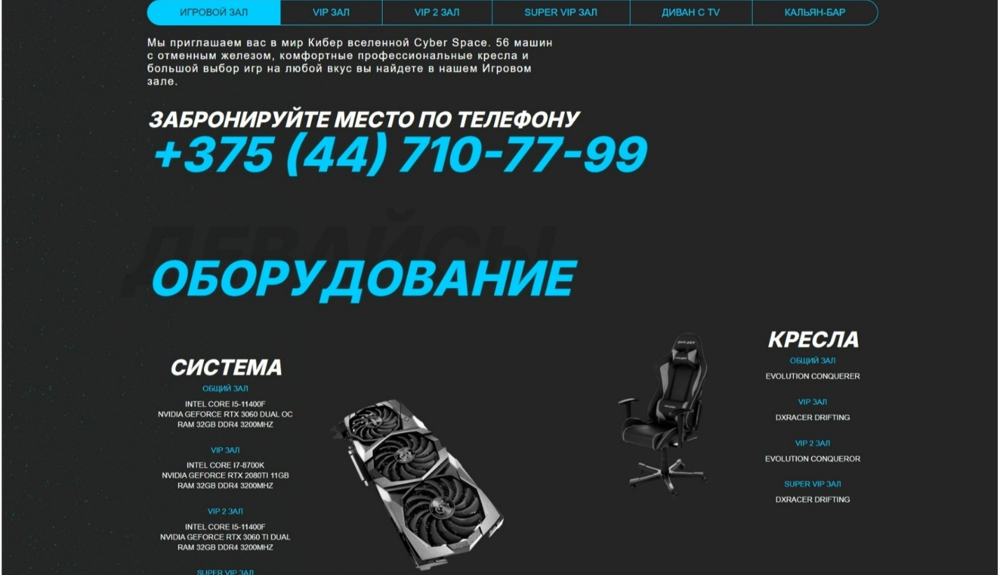 ИГРОВОЙ ЗАЛ
VIP ЗАЛ
VIP 2 ЗАЛ
SUPER VIP ЗАЛ
ДИВАН С TV
КАЛЬЯН-БАР
Мы приглашаем вас в мир Кибер вселенной Cyber Space. 56 машин
с отменным железом, комфортные профессиональные кресла и
большой выбор игр на любой вкус вы найдете в нашем Игровом
зале.
ЗАБРОНИРУЙТЕ МЕСТО ПО ТЕЛЕФОНУ
+375 (44) 710-77-99
ДЕВАЙСЫ
ОБОРУДОВАНИЕ
СИСТЕМА
ОБЩИЙ ЗАЛ
INTEL CORE I5-11400F
NVIDIA GEFORCE RTX 3060 DUAL OC
RAM 32GB DDR4 3200MHZ
VIP ЗАЛ
INTEL CORE I7-8700K
NVIDIA GEFORCE RTX 2080TI 11GB
RAM 32GB DDR4 3200MHZ
VIP 2 ЗАЛ
INTEL CORE I5-11400F
NVIDIA GEFORCE RTX 3060 TI DUAL
RAM 32GB DDR4 3200MHZ
SUPER VIP ЗАЛ
КРЕСЛА
ОБЩИЙ ЗАЛ
EVOLUTION CONQUERER
VIP ЗАЛ
DXRACER DRIFTING
VIP 2 ЗАЛ
EVOLUTION CONQUEROR
SUPER VIP ЗАЛ
DXRACER DRIFTING